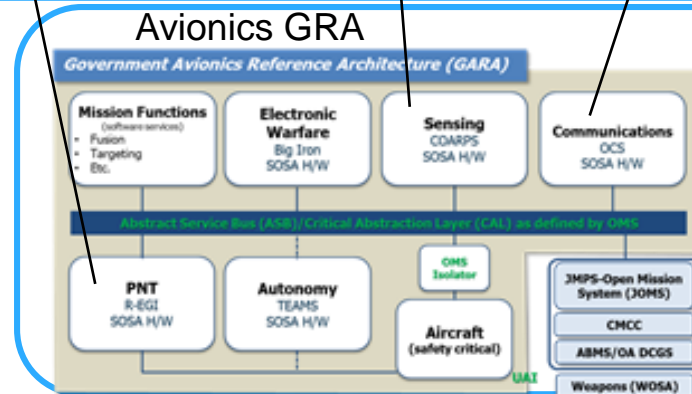 Avionics GRA
Government Avionics Reference Architecture (GARA)
Mission Functions
(software services)
• Fusion
• Targeting
• Etc.
Electronic
Warfare
Big Iron
SOSA H/W
Sensing
COARPS
SOSA H/W
Communications
OCS
SOSA H/W
Abstract Service Bus (ASB)/Critical Abstraction Layer (CAL) as defined by OMS
PNT
R-EGI
SOSA H/W
Autonomy
TEAMS
SOSA H/W
OMS
Isolator
Aircraft
(safety critical)
UAI
JMPS-Open Mission
System (JOMS)
CMCC
ABMS/OA DCGS
Weapons (WOSA)